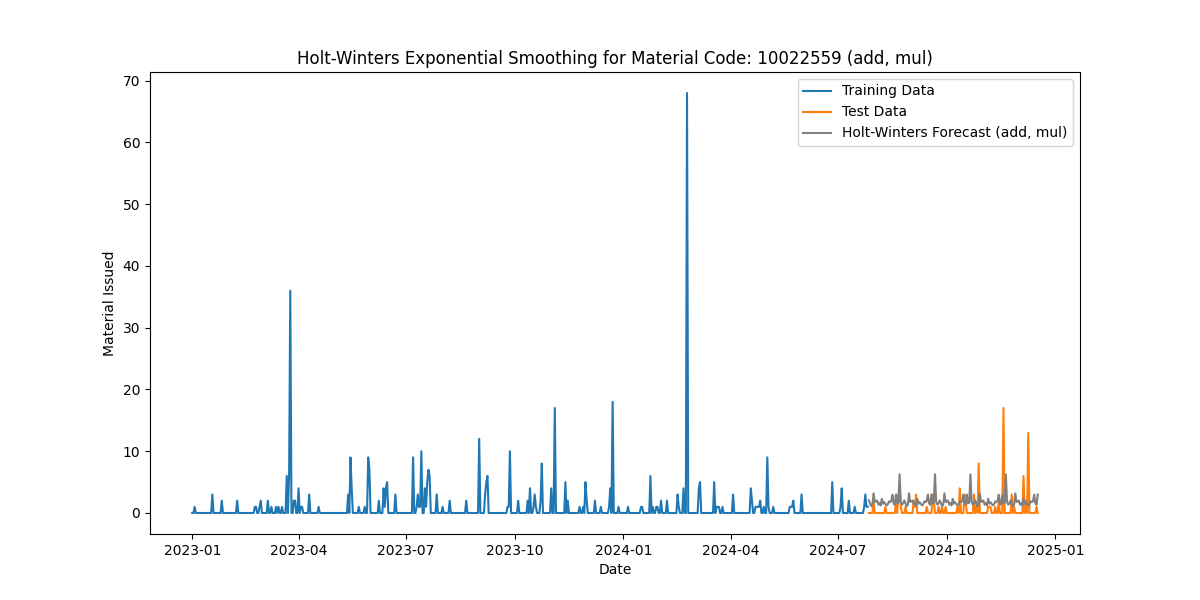 Holt-Winters Exponential Smoothing for Material Code: 10022559 (add, mul)
Training Data
Test Data
Holt-Winters Forecast (add, mul)
Material Issued
70
60
50
40
30
20
10
0
2023-01
2023-04
2023-07
2023-10
2024-01
2024-04
2024-07
2024-10
2025-01
Date